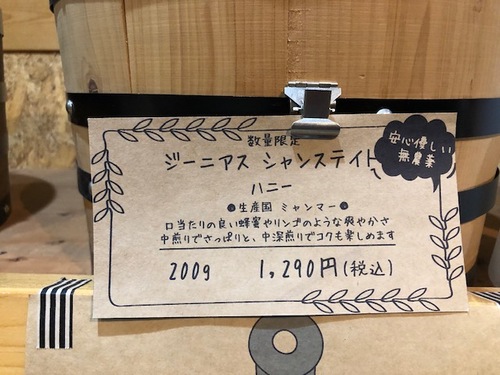 数量限定
ジーニアス シャンステイト
ハニー
安心優しい
無農薬
●生産国 ミャンマー●
口当たりの良い蜂蜜やリンゴのような爽やかさ
中煎りでさっぱりと、中深煎りでコクも楽しめます
200g 1,290円(税込)